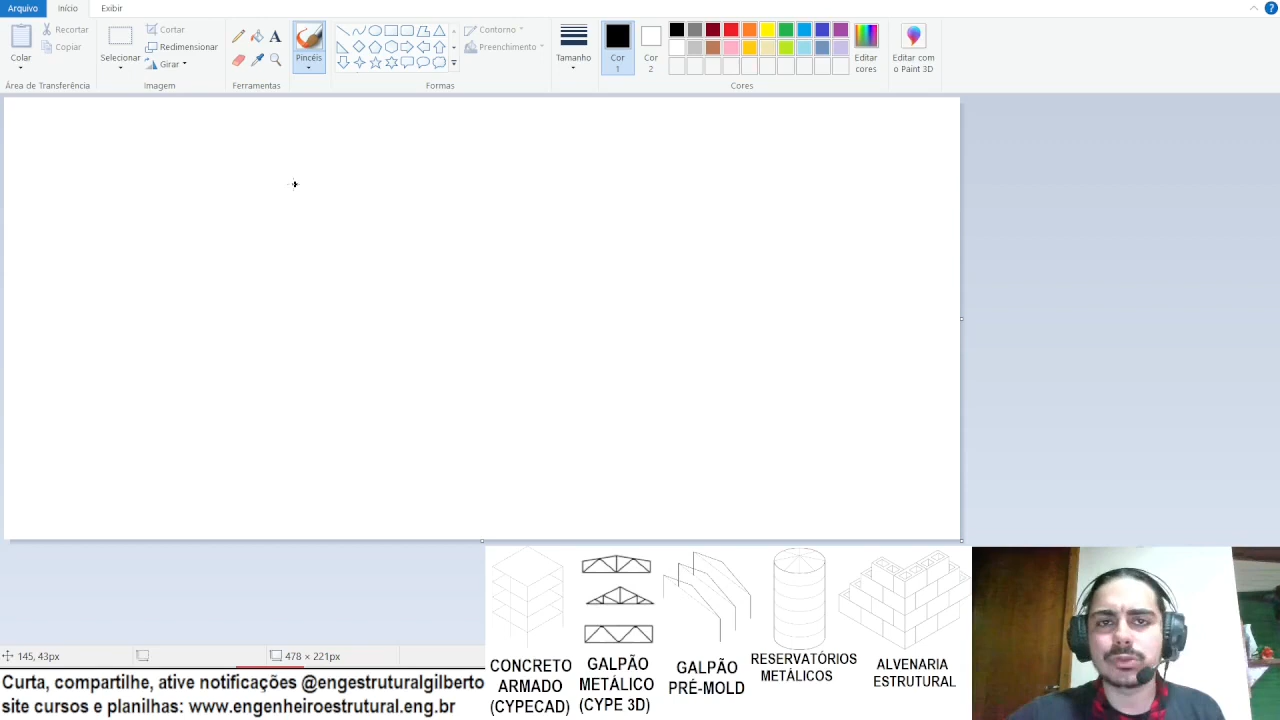 Arquivo Início Exibir
Colar
Recortar
Copiar
Área de Transferência
Selecionar
Cortar
Redimensionar
Girar
Imagem
A
Ferramentas
Pincéis
Contorno
Preenchimento
Formas
Tamanho
Cor
1
Cor
2
Editar
cores
Cores
Editar com
o Paint 3D
145, 43px
478 × 221px
Curta, compartilhe, ative notificações @engestruturalgilberto
site cursos e planilhas: www.engenheiroestrutural.eng.br
CONCRETO
ARMADO
(CYPECAD)
GALPÃO
METÁLICO
(CYPE 3D)
GALPÃO
PRÉ-MOLD
RESERVATÓRIOS
METÁLICOS
ALVENARIA
ESTRUTURAL